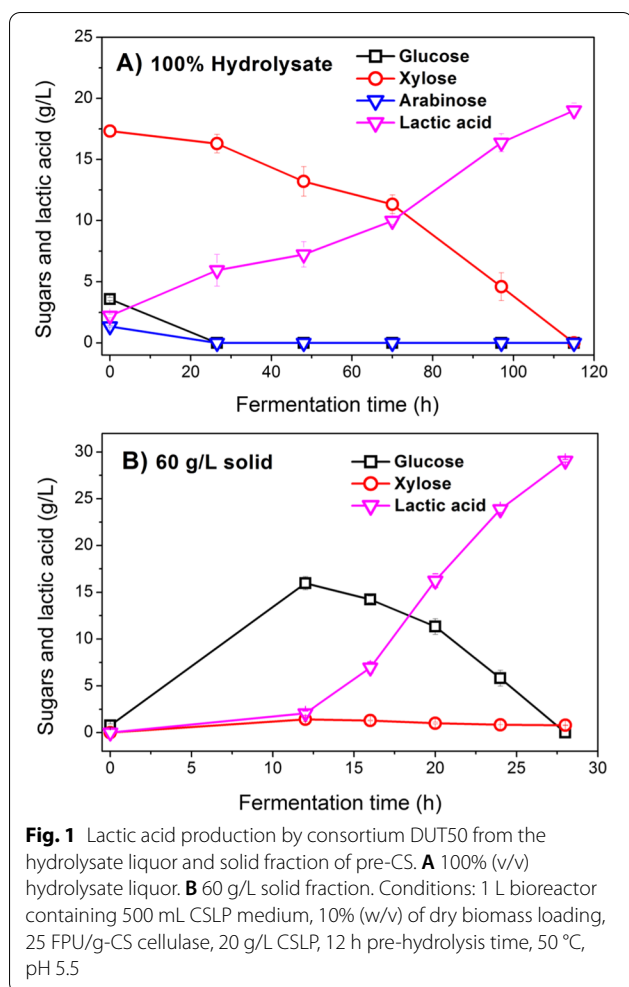 A) 100% Hydrolysate
Glucose
Xylose
Arabinose
Lactic acid
Sugars and lactic acid (g/L)
25
20
15
10
5
0
0 20 40 60 80 100 120
Fermentation time (h)
B) 60 g/L solid
Glucose
Xylose
Lactic acid
Sugars and lactic acid (g/L)
30
25
20
15
10
5
0
0 5 10 15 20 25 30
Fermentation time (h)
Fig. 1 Lactic acid production by consortium DUT50 from the
hydrolysate liquor and solid fraction of pre-CS. A 100% (v/v)
hydrolysate liquor. B 60 g/L solid fraction. Conditions: 1 L bioreactor
containing 500 mL CSLP medium, 10% (w/v) of dry biomass loading,
25 FPU/g-CS cellulase, 20 g/L CSLP, 12 h pre-hydrolysis time, 50 °C,
pH 5.5